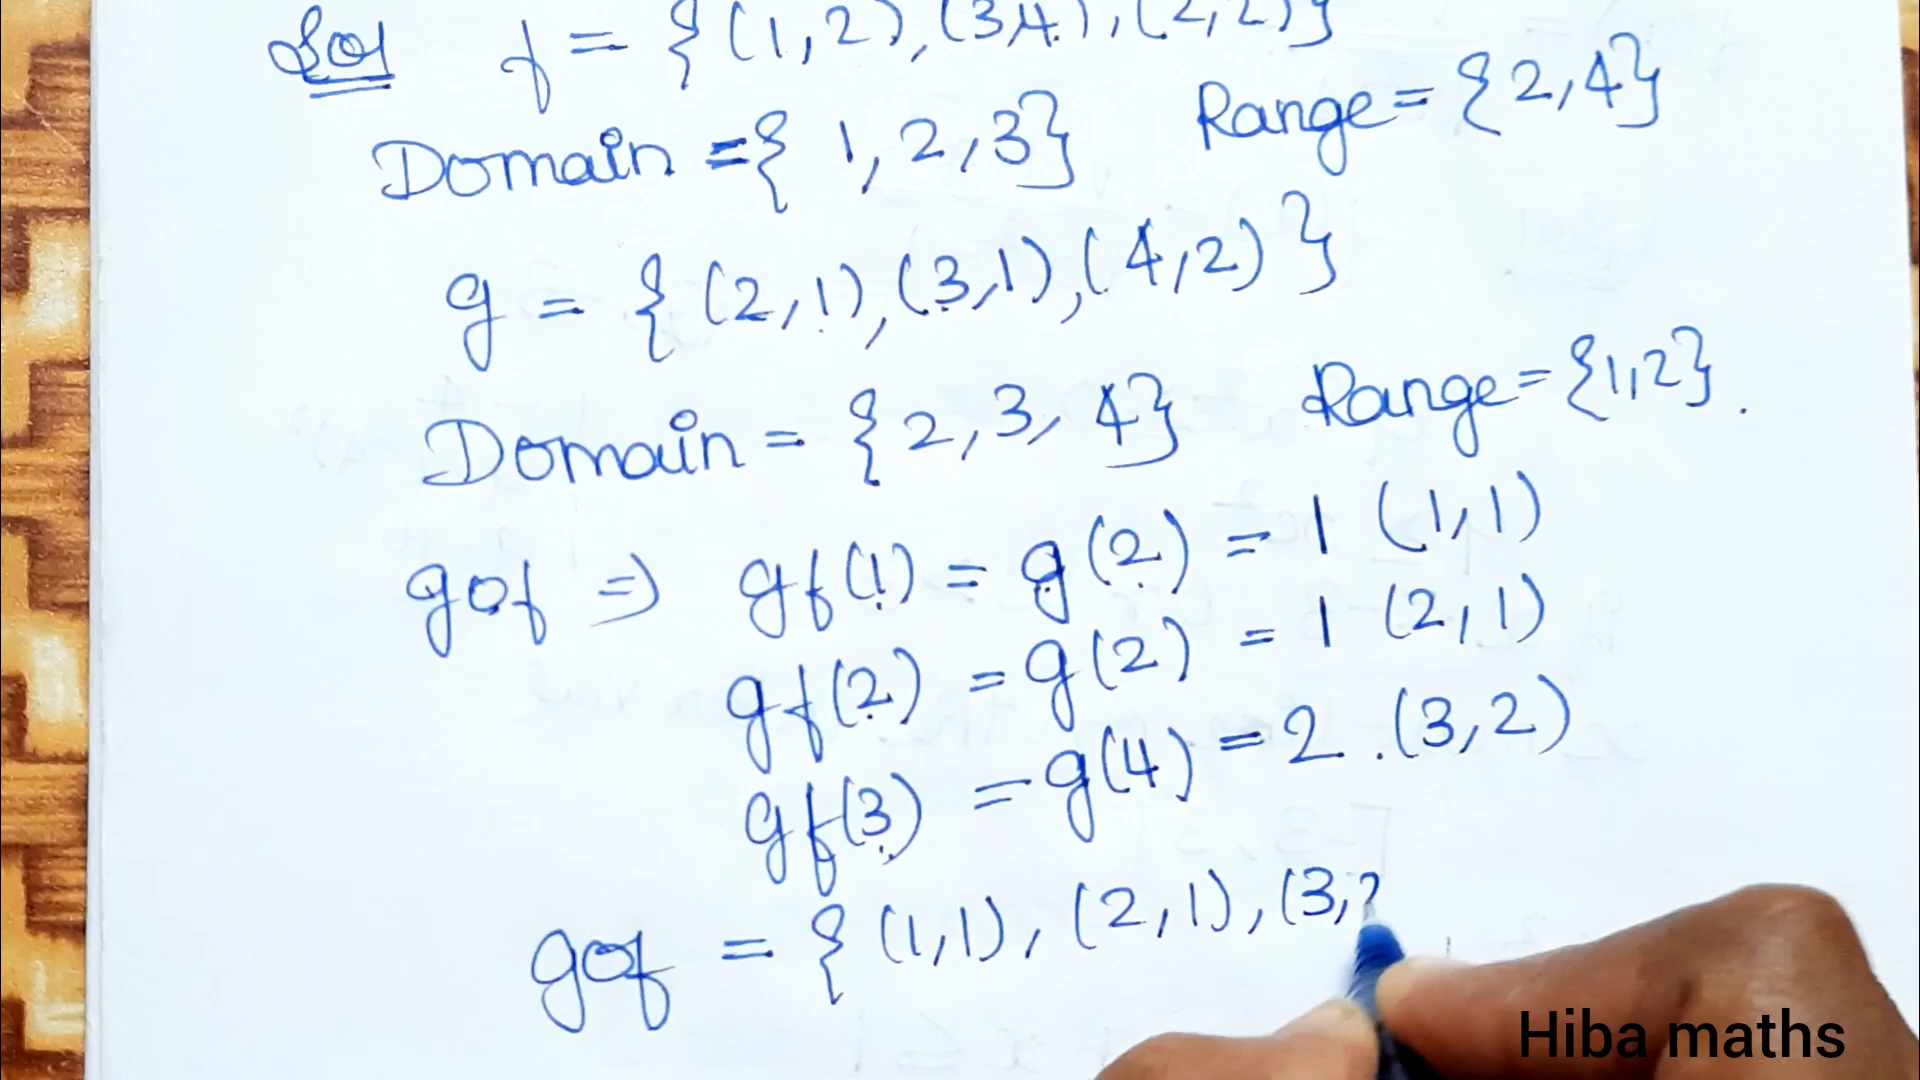 Sol f = {(1,2),(3,4),(2,2)}
Domain = { 1, 2, 3} Range = {2,4}
g = { (2,1),(3,1),(4,2) }
Domain = {2, 3, 4} Range = {1,2}.
gof ⇒ gf(1) = g(2) = 1 (1,1)
gf(2) = g(2) = 1 (2,1)
gf(3) = g(4) = 2 . (3,2)
gof = { (1,1), (2,1), (3,2
Hiba maths